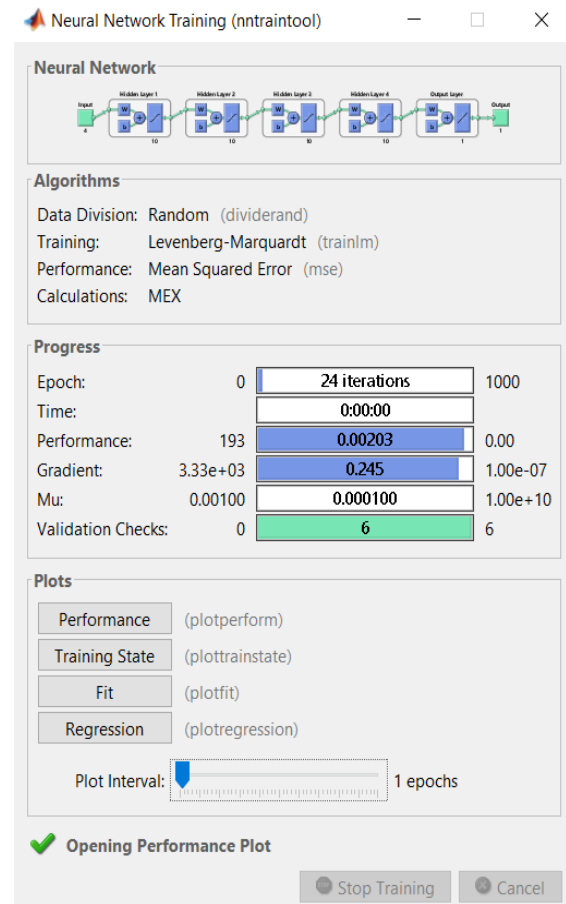 Neural Network Training (nntraintool)
Neural Network
Hidden Layer 1 Hidden Layer 2 Hidden Layer 3 Hidden Layer 4 Output Layer
Input Output
W W W W W
b b b b b
4 10 10 10 10 1 1
Algorithms
Data Division: Random (dividerand)
Training: Levenberg-Marquardt (trainlm)
Performance: Mean Squared Error (mse)
Calculations: MEX
Progress
Epoch: 0 24 iterations 1000
Time: 0:00:00
Performance: 193 0.00203 0.00
Gradient: 3.33e+03 0.245 1.00e-07
Mu: 0.00100 0.000100 1.00e+10
Validation Checks: 0 6 6
Plots
Performance (plotperform)
Training State (plottrainstate)
Fit (plotfit)
Regression (plotregression)
Plot Interval: 1 epochs
Opening Performance Plot
Stop Training Cancel